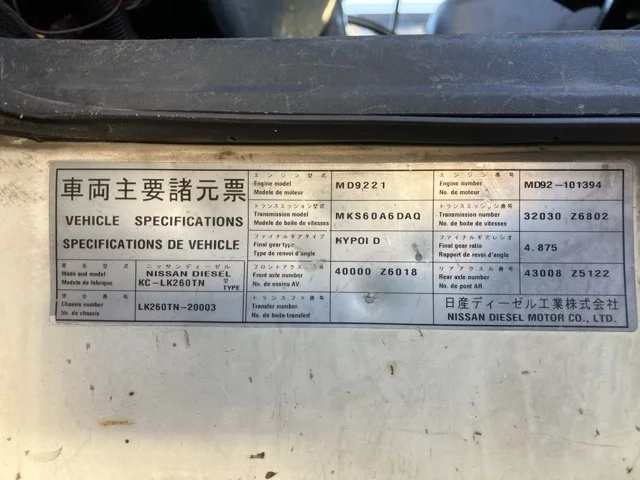 車両主要諸元票
VEHICLE SPECIFICATIONS
SPECIFICATIONS DE VEHICLE
車名型式
Make and model
Modele de fabrique
ニッサンディーゼル
NISSAN DIESEL
KC-LK260TN 型 TYPE
車台番号
Chassis number
No. de chassis
LK260TN-20003
エンジン型式
Engine model
Modele de moteur
MD9,221
トランスミッション型式
Transmission model
Modele de boite de vitesses
MKS60A6DAQ
ファイナルギアタイプ
Final gear type
Type de renvoi d'angle
HYPOI D
フロントアクスル番号
Front axle number
No. de essieu AV.
40000 Z6018
トランスファ番号
Transfer number
No. de boite transfert
エンジン番号
Engine number
No. de moteur
MD92-101394
トランスミッション番号
Transmission number
No. de boite de vitesses
32030 Z6802
ファイナルギアレシオ
Final gear ratio
Rapport de renvoi d'angle
4.875
リアアクスル番号
Rear axle number
No. de pont AR.
43008 Z5122
日産ディーゼル工業株式会社
NISSAN DIESEL MOTOR CO., LTD.